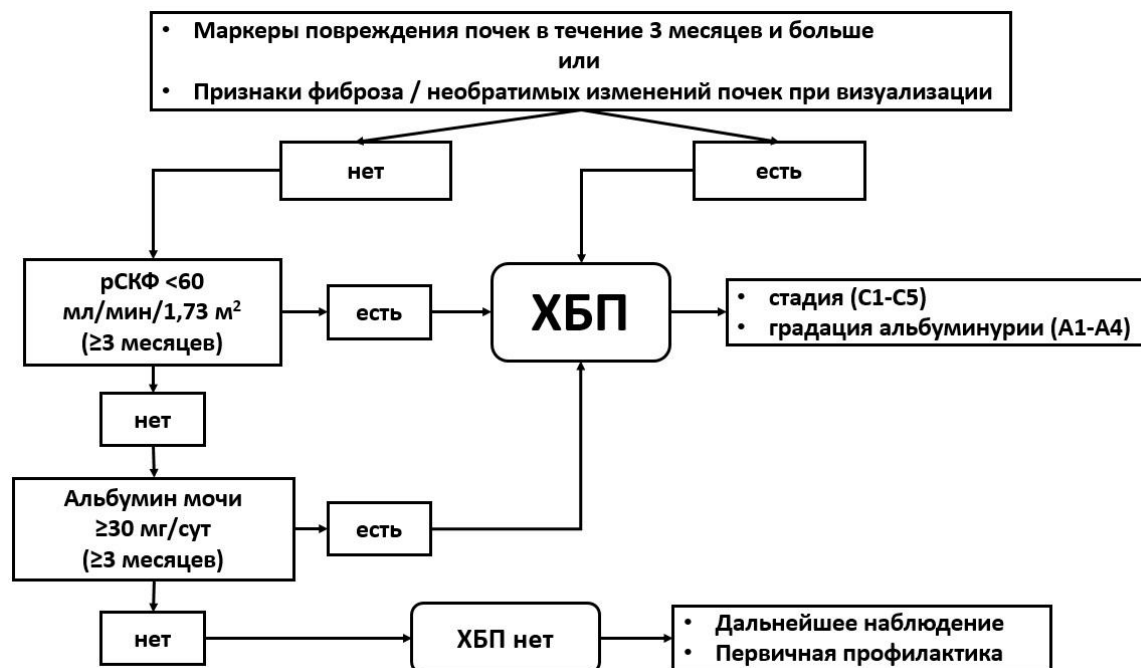 • Маркеры повреждения почек в течение 3 месяцев и больше
или
• Признаки фиброза / необратимых изменений почек при визуализации
нет
есть
рСКФ <60
мл/мин/1,73 м²
(≥3 месяцев)
есть
ХБП
• стадия (С1-С5)
• градация альбуминурии (А1-А4)
нет
Альбумин мочи
≥30 мг/сут
(≥3 месяцев)
есть
нет
ХБП нет
• Дальнейшее наблюдение
• Первичная профилактика